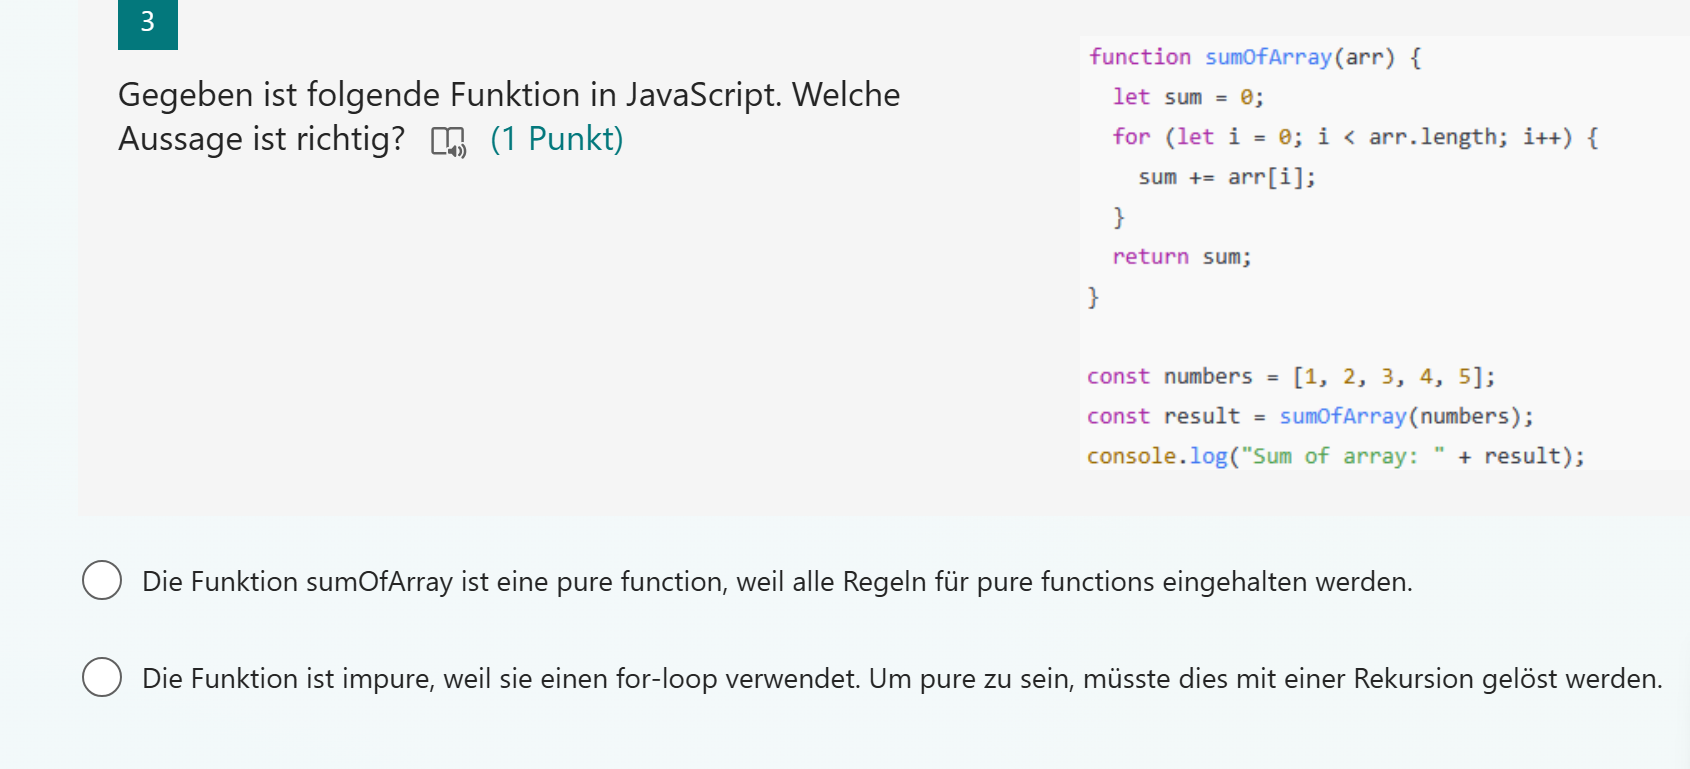 3
Gegeben ist folgende Funktion in JavaScript. Welche
Aussage ist richtig? (1 Punkt)
function sumOfArray(arr) {
  let sum = 0;
  for (let i = 0; i < arr.length; i++) {
    sum += arr[i];
  }
  return sum;
}
const numbers = [1, 2, 3, 4, 5];
const result = sumOfArray(numbers);
console.log("Sum of array: " + result);
Die Funktion sumOfArray ist eine pure function, weil alle Regeln für pure functions eingehalten werden.
Die Funktion ist impure, weil sie einen for-loop verwendet. Um pure zu sein, müsste dies mit einer Rekursion gelöst werden.